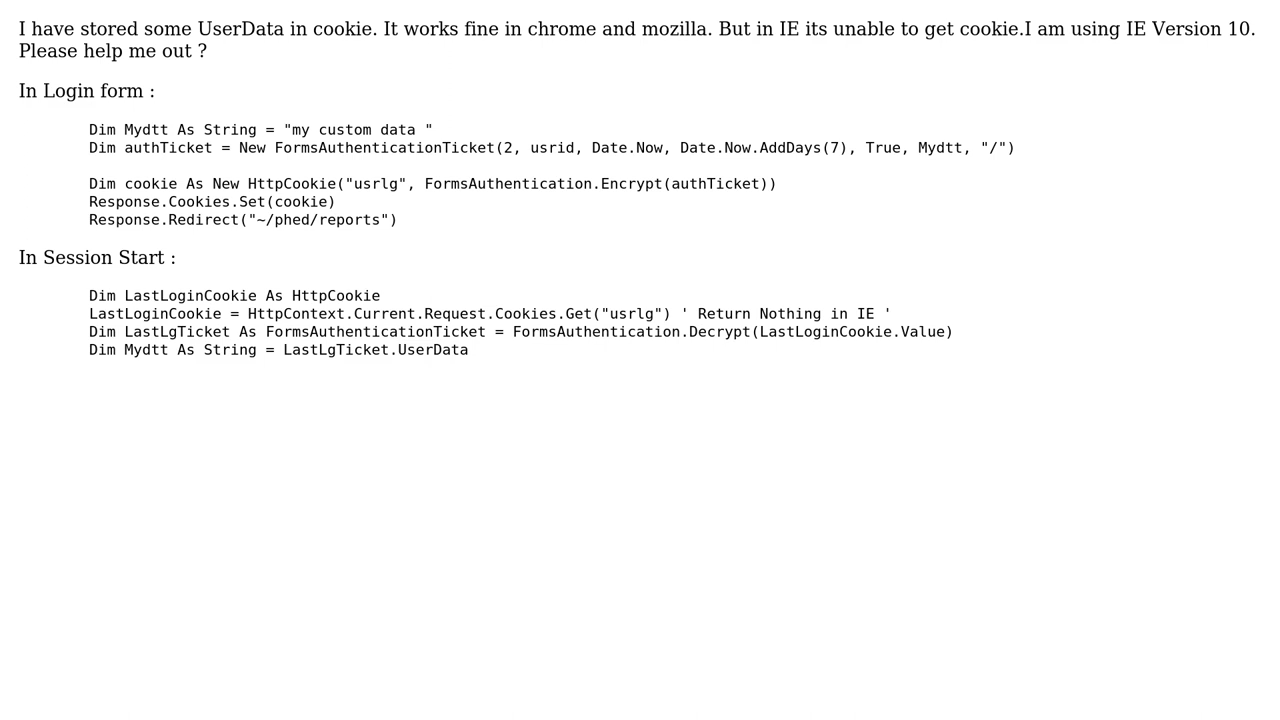 I have stored some UserData in cookie. It works fine in chrome and mozilla. But in IE its unable to get cookie.I am using IE Version 10.
Please help me out ?
In Login form :
Dim Mydtt As String = "my custom data "
Dim authTicket = New FormsAuthenticationTicket(2, usrid, Date.Now, Date.Now.AddDays(7), True, Mydtt, "/")
Dim cookie As New HttpCookie("usrlg", FormsAuthentication.Encrypt(authTicket))
Response.Cookies.Set(cookie)
Response.Redirect("~/phed/reports")
In Session Start :
Dim LastLoginCookie As HttpCookie
LastLoginCookie = HttpContext.Current.Request.Cookies.Get("usrlg") ' Return Nothing in IE '
Dim LastLgTicket As FormsAuthenticationTicket = FormsAuthentication.Decrypt(LastLoginCookie.Value)
Dim Mydtt As String = LastLgTicket.UserData